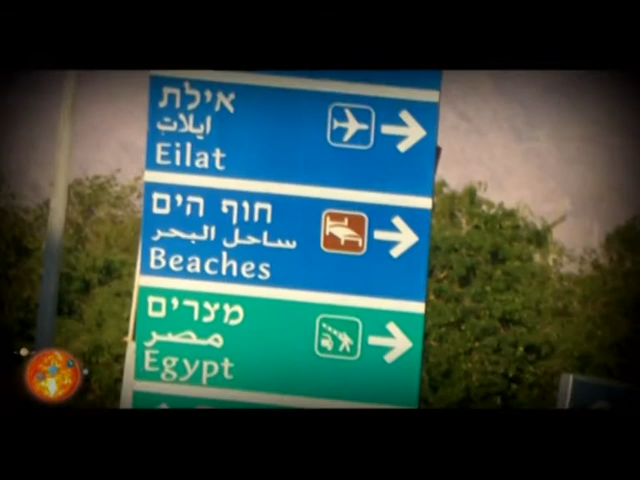 אילת
ايلات
Eilat
חוף הים
ساحل البحر
Beaches
מצרים
مصر
Egypt